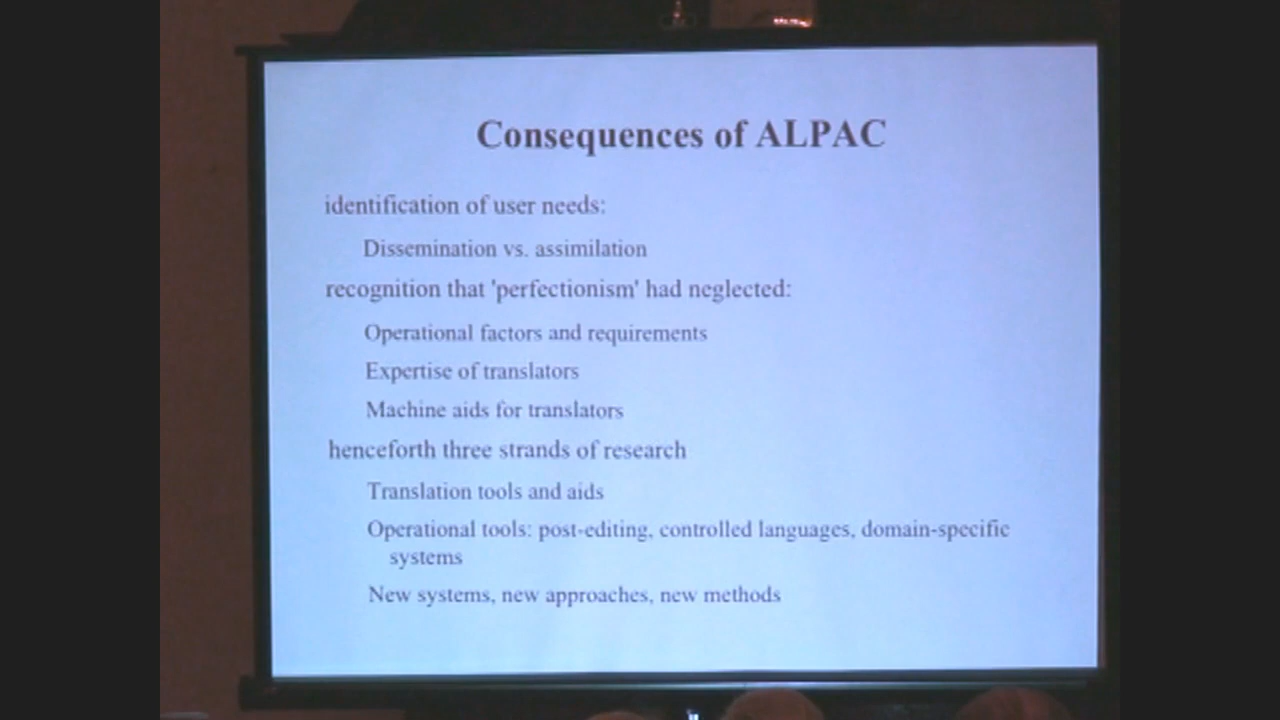 Consequences of ALPAC
identification of user needs:
Dissemination vs. assimilation
recognition that 'perfectionism' had neglected:
Operational factors and requirements
Expertise of translators
Machine aids for translators
henceforth three strands of research
Translation tools and aids
Operational tools: post-editing, controlled languages, domain-specific
systems
New systems, new approaches, new methods